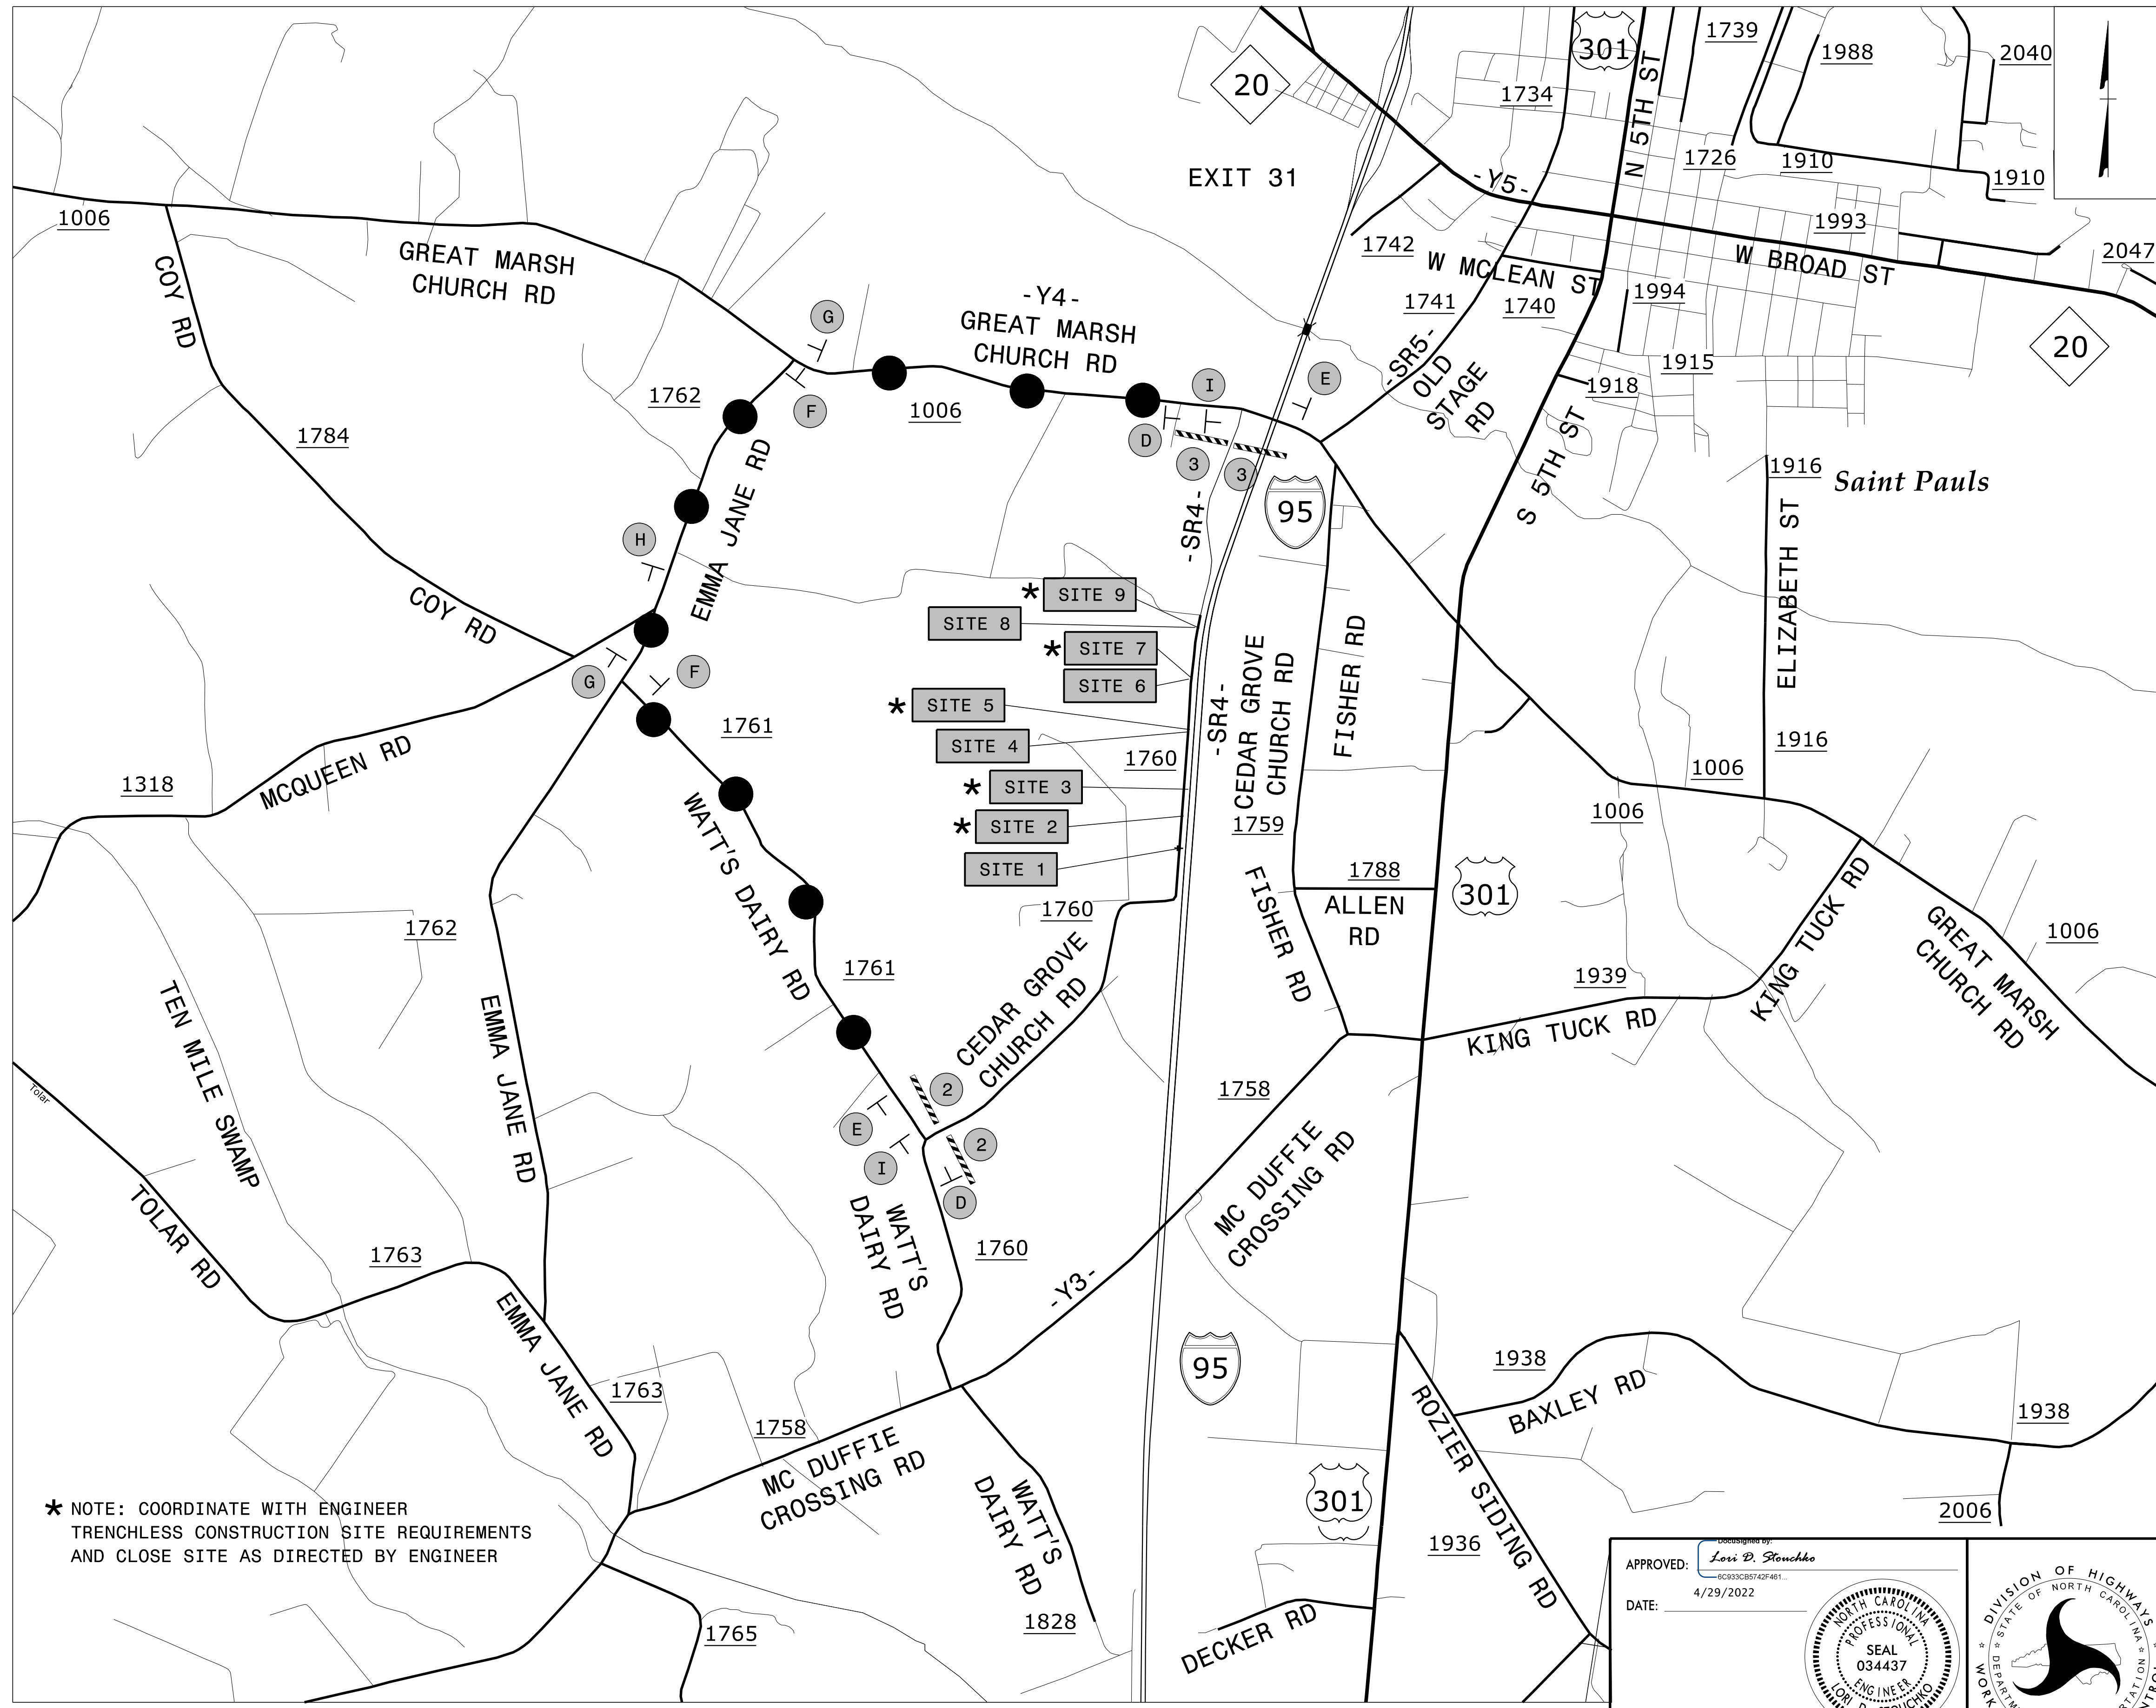 301
1739
1988
2040
20
1734
N 5TH ST
EXIT 31
-Y5-
1726
1910
1910
1006
1993
1742
W MCLEAN ST
W BROAD ST
2047
COY RD
GREAT MARSH
CHURCH RD
-Y4-
GREAT MARSH
CHURCH RD
1741
1740
1994
20
G
F
1762
1006
I
E
D
3
3
-SR5-
OLD
STAGE
RD
1915
1918
1784
EMMA JANE RD
95
-SR4-
S 5TH ST
1916
Saint Pauls
H
COY RD
* SITE 9
SITE 8
* SITE 7
SITE 6
* SITE 5
SITE 4
* SITE 3
* SITE 2
SITE 1
-SR4-
CEDAR GROVE
CHURCH RD
FISHER RD
ELIZABETH ST
G
F
1761
1760
1916
1318
MCQUEEN RD
1006
1006
1759
WATT'S DAIRY RD
1788
ALLEN
RD
301
1760
FISHER RD
KING TUCK RD
GREAT MARSH
CHURCH RD
1006
1762
1761
1939
TEN MILE SWAMP
EMMA JANE RD
CEDAR GROVE
CHURCH RD
KING TUCK RD
Tolar
2
E
2
I
D
1758
MC DUFFIE
CROSSING RD
TOLAR RD
1763
WATT'S
DAIRY RD
1760
-Y3-
EMMA JANE RD
95
1938
BAXLEY RD
1763
1758
1938
MC DUFFIE
CROSSING RD
WATT'S
DAIRY RD
301
ROZIER SIDING RD
* NOTE: COORDINATE WITH ENGINEER
TRENCHLESS CONSTRUCTION SITE REQUIREMENTS
AND CLOSE SITE AS DIRECTED BY ENGINEER
2006
1936
1765
1828
DECKER RD
DocuSigned by:
APPROVED: Lori D. Stouchko
6C933CB5742F461...
4/29/2022
DATE:
NORTH CAROLINA
PROFESSIONAL
SEAL
034437
ENGINEER
LORI D. STOUCHKO
DIVISION OF HIGHWAYS
STATE OF NORTH CAROLINA